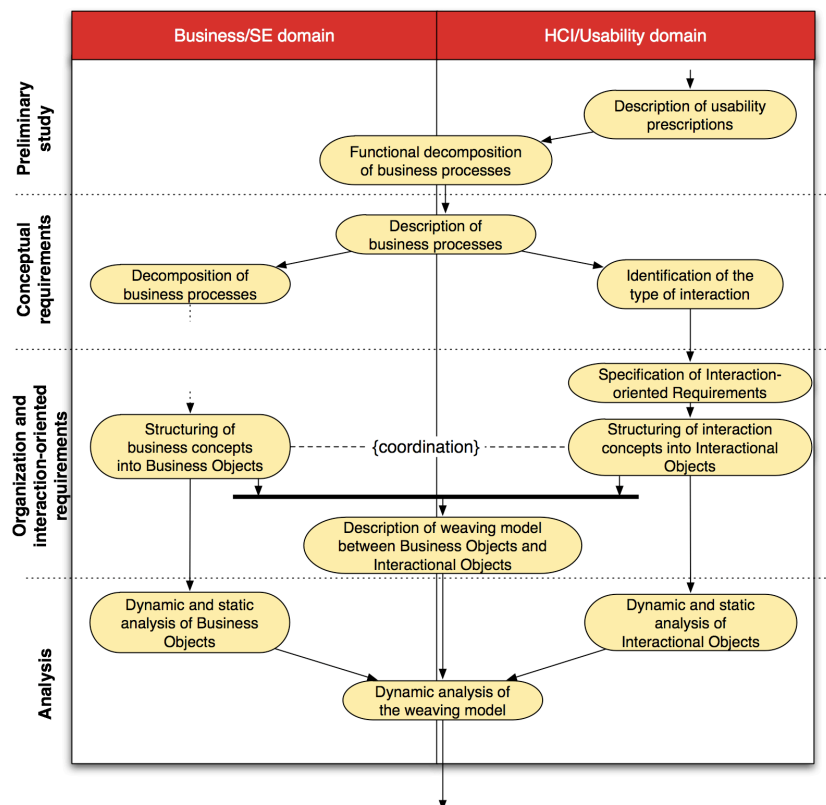 Business/SE domain
HCI/Usability domain
Preliminary
study
Description of usability
prescriptions
Functional decomposition
of business processes
Conceptual
requirements
Description of
business processes
Decomposition of
business processes
Identification of the
type of interaction
Organization and
interaction-oriented
requirements
Specification of Interaction-
oriented Requirements
Structuring of
business concepts
into Business Objects
{coordination}
Structuring of interaction
concepts into Interactional
Objects
Description of weaving model
between Business Objects and
Interactional Objects
Analysis
Dynamic and static
analysis of Business
Objects
Dynamic and static
analysis of
Interactional Objects
Dynamic analysis of
the weaving model